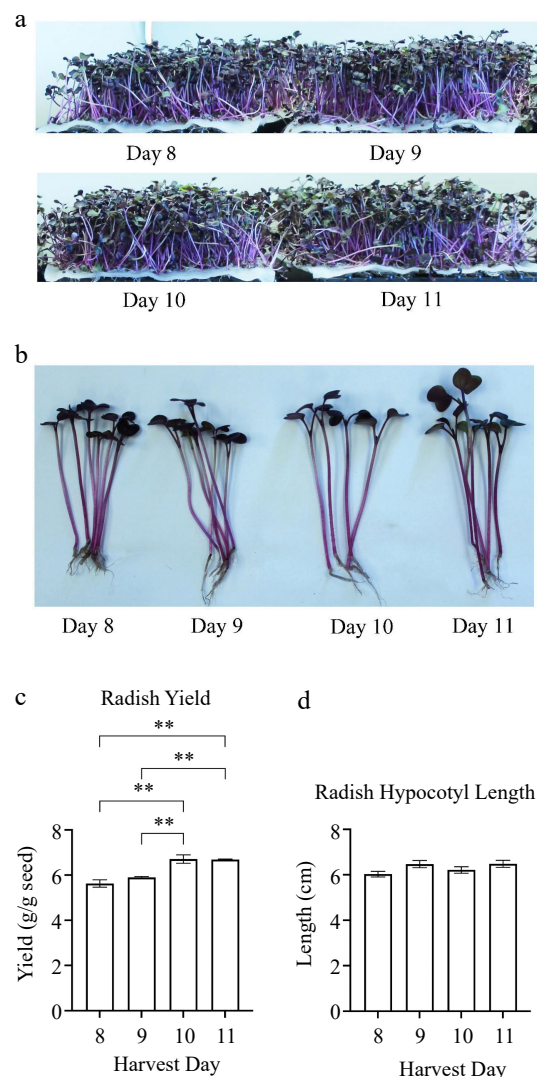 a
Day 8 Day 9
Day 10 Day 11
b
Day 8 Day 9 Day 10 Day 11
c
Radish Yield
**
**
**
**
8
6
4
2
0
Yield (g/g seed)
8 9 10 11
Harvest Day
d
Radish Hypocotyl Length
8
6
4
2
0
Length (cm)
8 9 10 11
Harvest Day